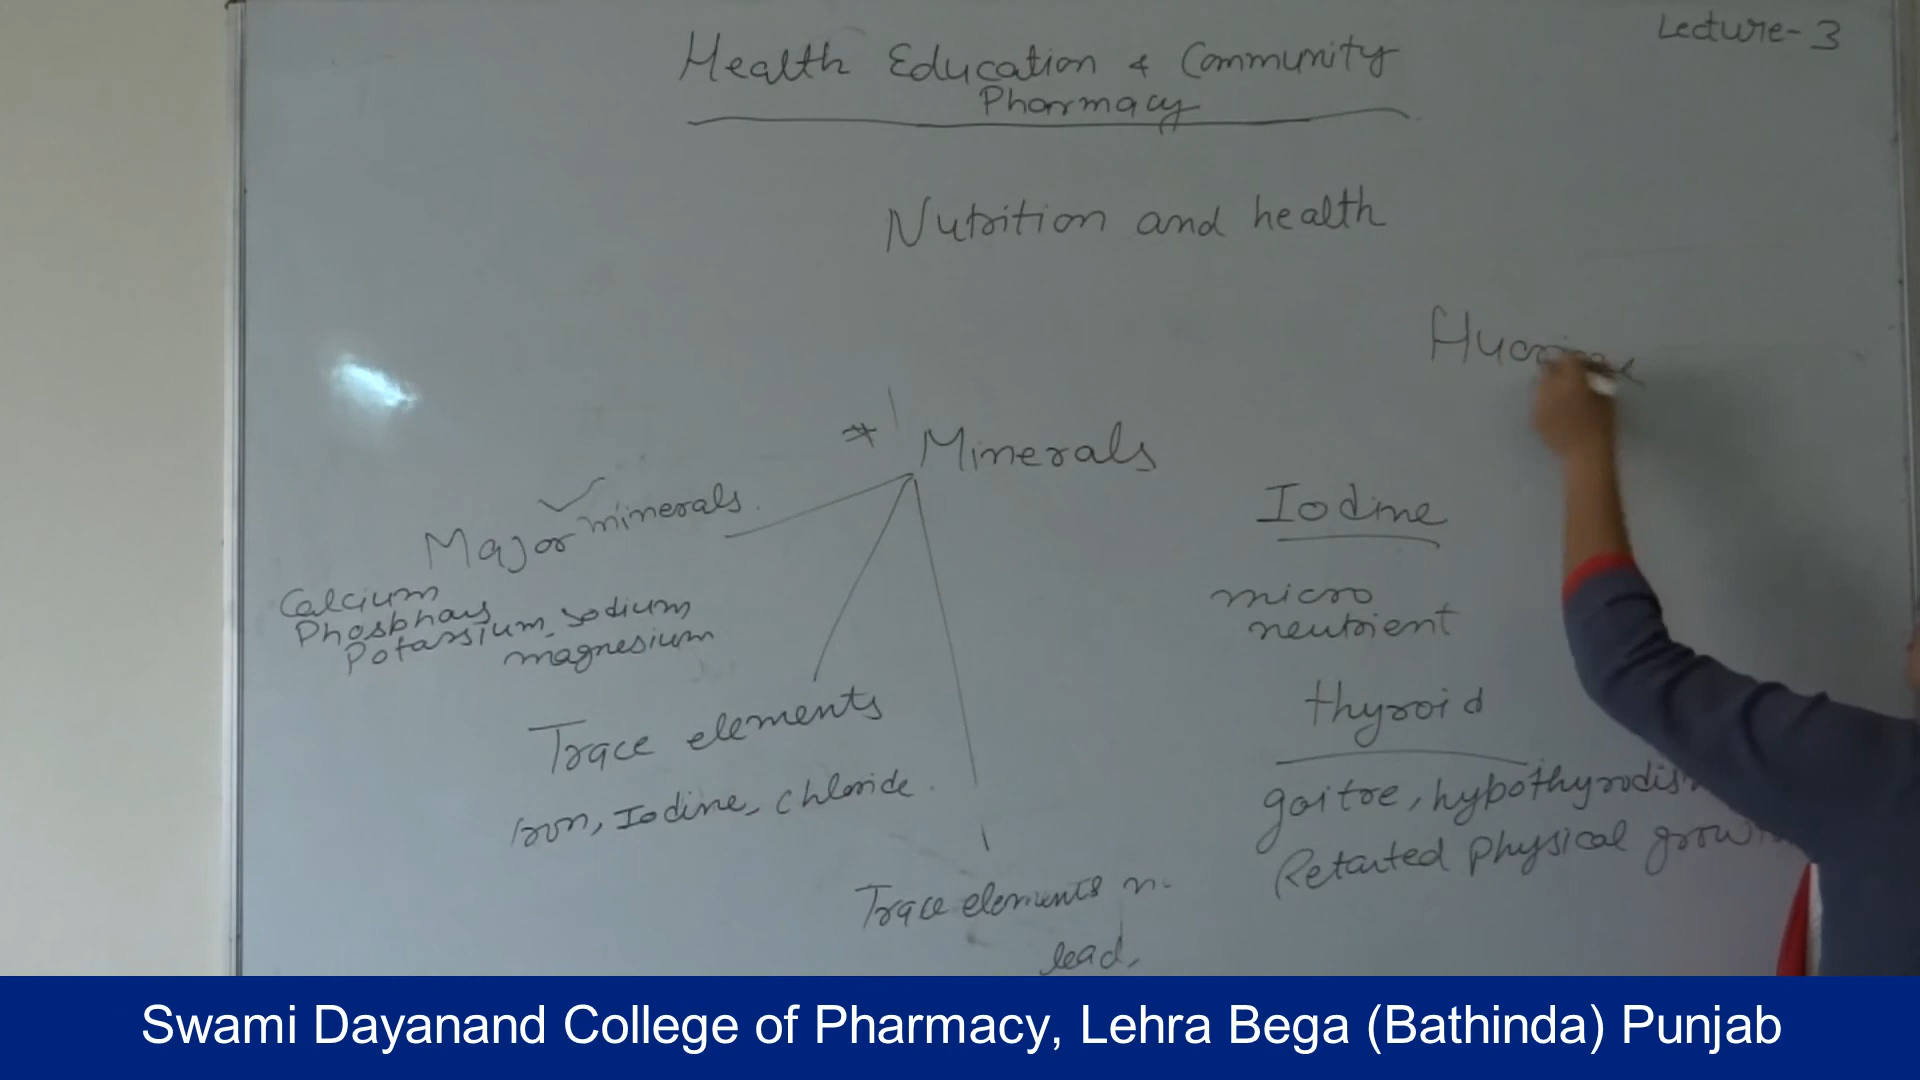 Lecture-3
Health Education & Community
Pharmacy
Nutrition and health
* Minerals
Major minerals.
Calcium
Phosphorus
Potassium, sodium
magnesium
Trace elements
Iron, Iodine, chloride.
Trace elements n.
lead,
Iodine
micro
neutrient
thyroid
goitre, hypothyrodis
Retarted physical grow
Swami Dayanand College of Pharmacy, Lehra Bega (Bathinda) Punjab